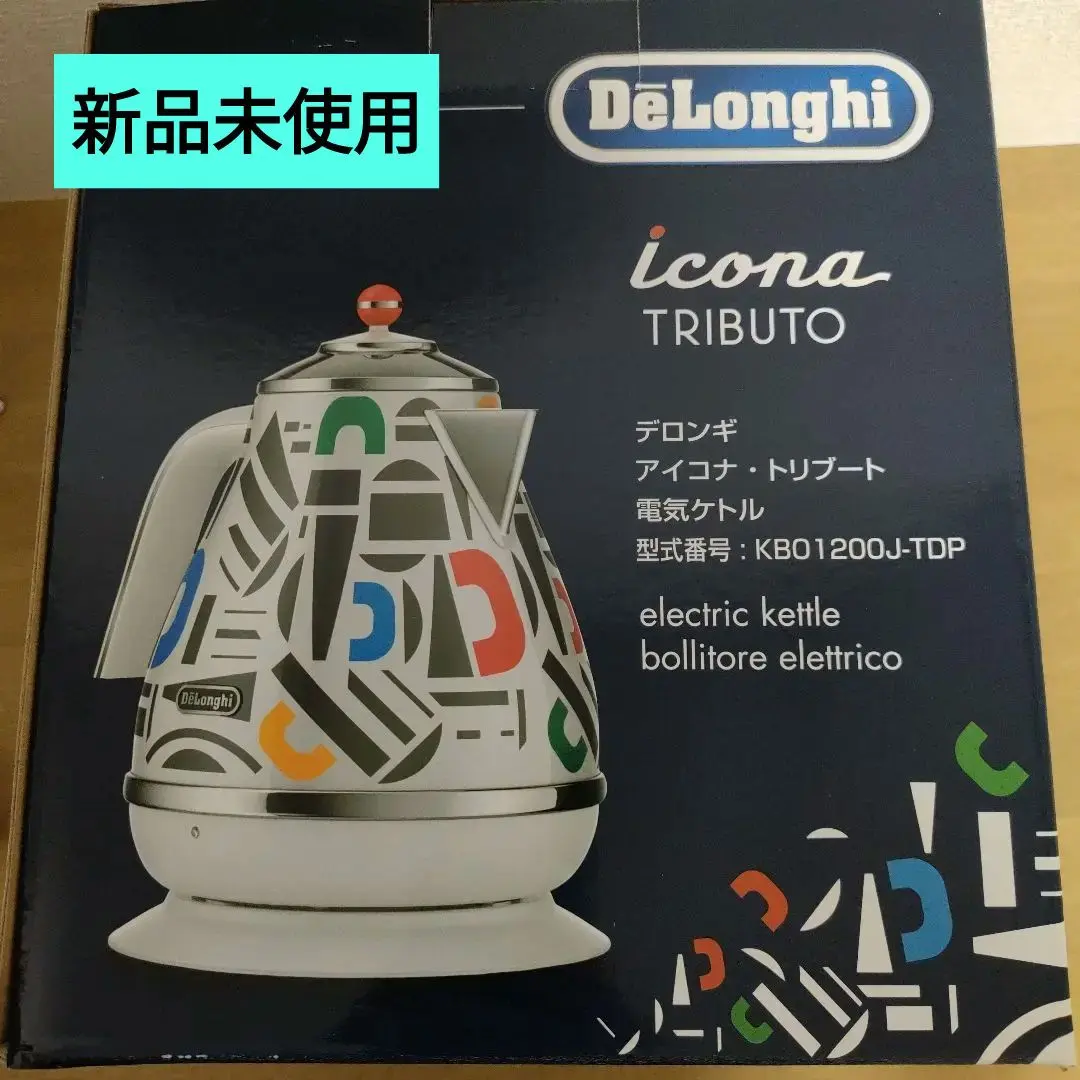 新品未使用
DeLonghi
icona
TRIBUTO
デロンギ
アイコナ・トリブート
電気ケトル
型式番号：KBO1200J-TDP
electric kettle
bollitore elettrico
DēLonghi